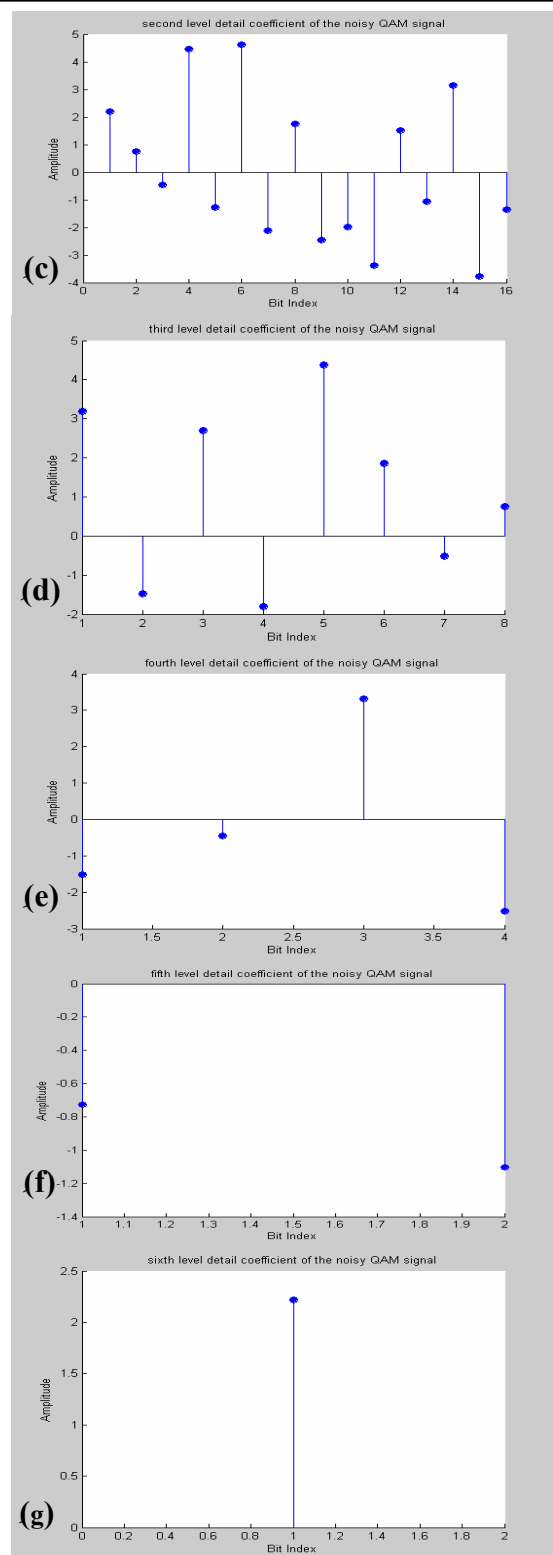 second level detail coefficient of the noisy QAM signal
5
4
3
2
1
0
-1
-2
-3
-4
Amplitude
0 2 4 6 8 10 12 14 16
Bit Index
(c)
third level detail coefficient of the noisy QAM signal
5
4
3
2
1
0
-1
-2
Amplitude
1 2 3 4 5 6 7 8
Bit Index
(d)
fourth level detail coefficient of the noisy QAM signal
4
3
2
1
0
-1
-2
-3
Amplitude
1 1.5 2 2.5 3 3.5 4
Bit Index
(e)
fifth level detail coefficient of the noisy QAM signal
0
-0.2
-0.4
-0.6
-0.8
-1
-1.2
-1.4
Amplitude
1 1.1 1.2 1.3 1.4 1.5 1.6 1.7 1.8 1.9 2
Bit Index
(f)
sixth level detail coefficient of the noisy QAM signal
2.5
2
1.5
1
0.5
0
Amplitude
0 0.2 0.4 0.6 0.8 1 1.2 1.4 1.6 1.8 2
Bit Index
(g)